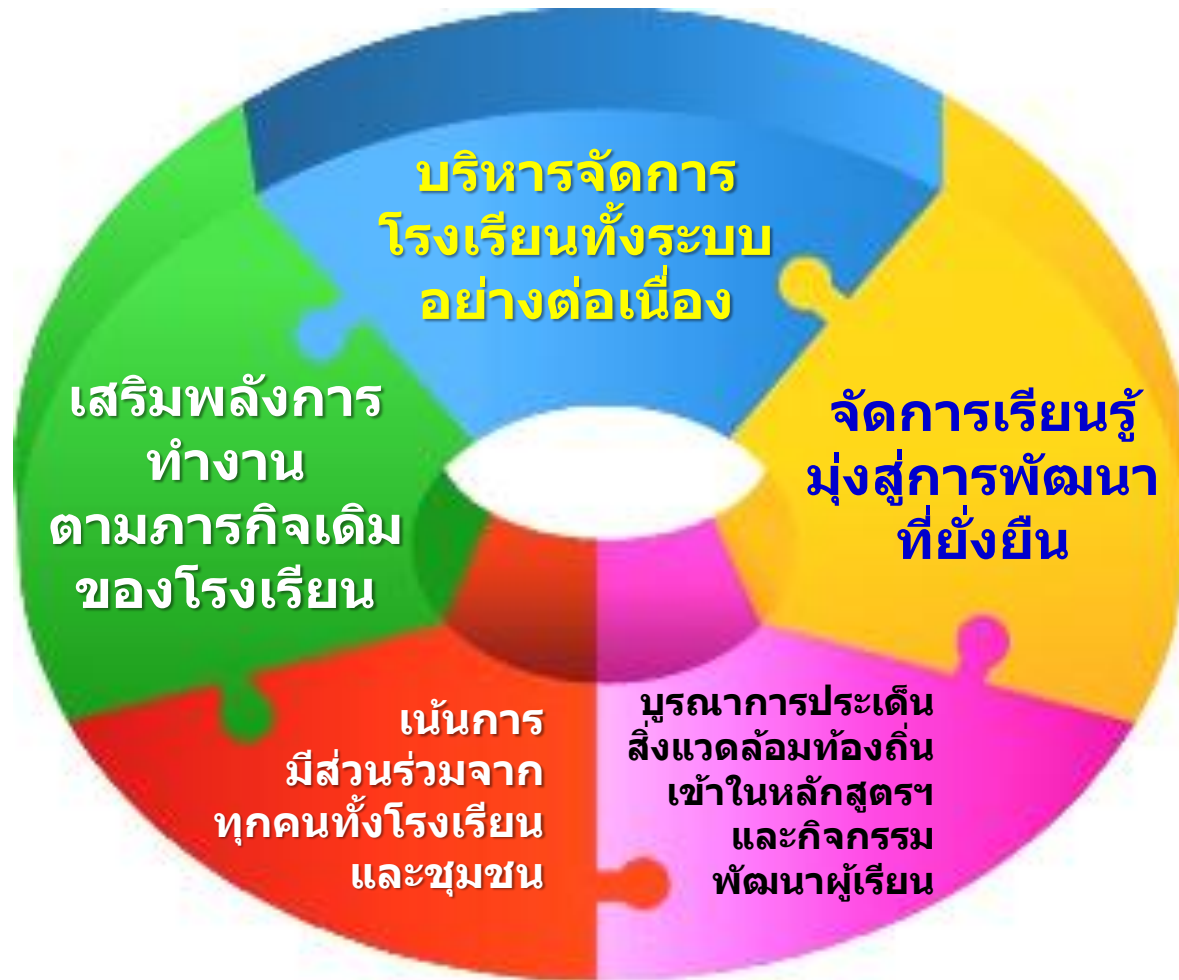 บริหารจัดการ
โรงเรียนทั้งระบบ
อย่างต่อเนื่อง
จัดการเรียนรู้
มุ่งสู่การพัฒนา
ที่ยั่งยืน
บูรณาการประเด็น
สิ่งแวดล้อมท้องถิ่น
เข้าในหลักสูตรฯ
และกิจกรรม
พัฒนาผู้เรียน
เน้นการ
มีส่วนร่วมจาก
ทุกคนทั้งโรงเรียน
และชุมชน
เสริมพลังการ
ทำงาน
ตามภารกิจเดิม
ของโรงเรียน